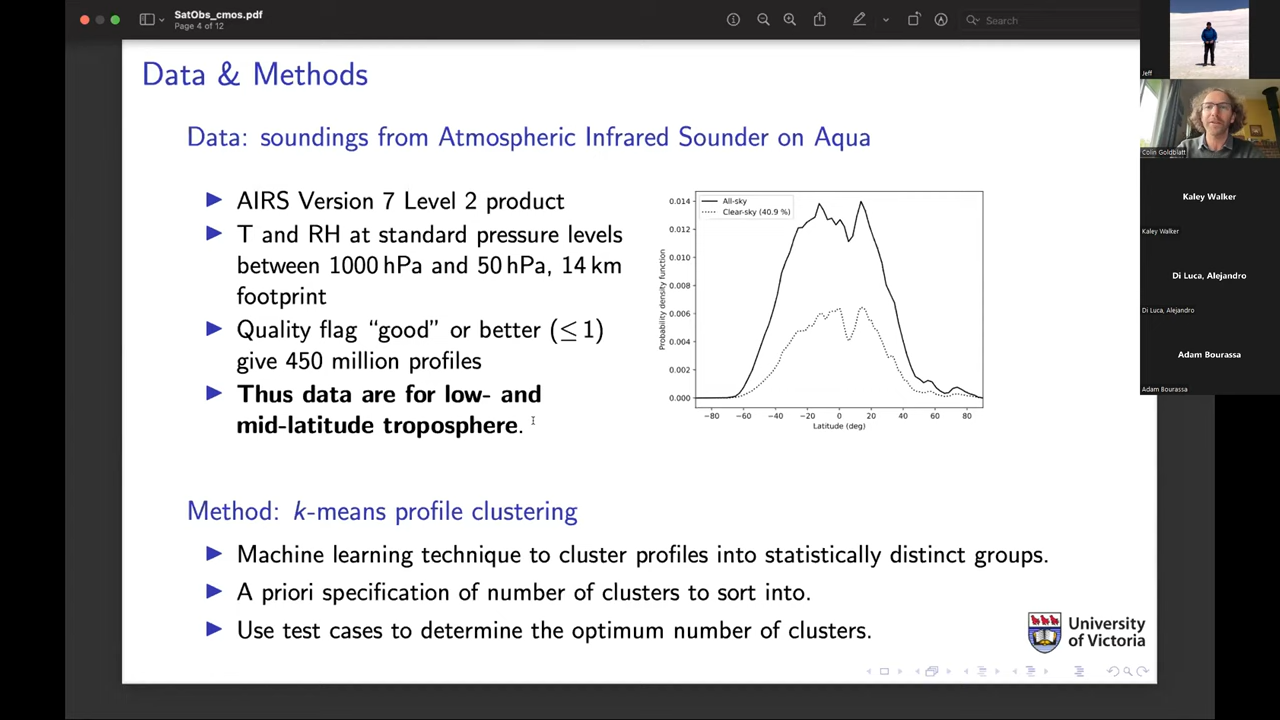 SatObs_cmos.pdf
Page 4 of 12
Search
Data & Methods
Data: soundings from Atmospheric Infrared Sounder on Aqua
▶ AIRS Version 7 Level 2 product
▶ T and RH at standard pressure levels
between 1000 hPa and 50 hPa, 14 km
footprint
▶ Quality flag “good” or better (≤ 1)
give 450 million profiles
▶ Thus data are for low- and
mid-latitude troposphere.
All-sky
Clear-sky (40.9 %)
Probability density function
0.014
0.012
0.010
0.008
0.006
0.004
0.002
0.000
−80 −60 −40 −20 0 20 40 60 80
Latitude (deg)
Method: k-means profile clustering
▶ Machine learning technique to cluster profiles into statistically distinct groups.
▶ A priori specification of number of clusters to sort into.
▶ Use test cases to determine the optimum number of clusters.
University
of Victoria
Jeff
Colin Goldblatt
Kaley Walker
Kaley Walker
Di Luca, Alejandro
Di Luca, Alejandro
Adam Bourassa
Adam Bourassa